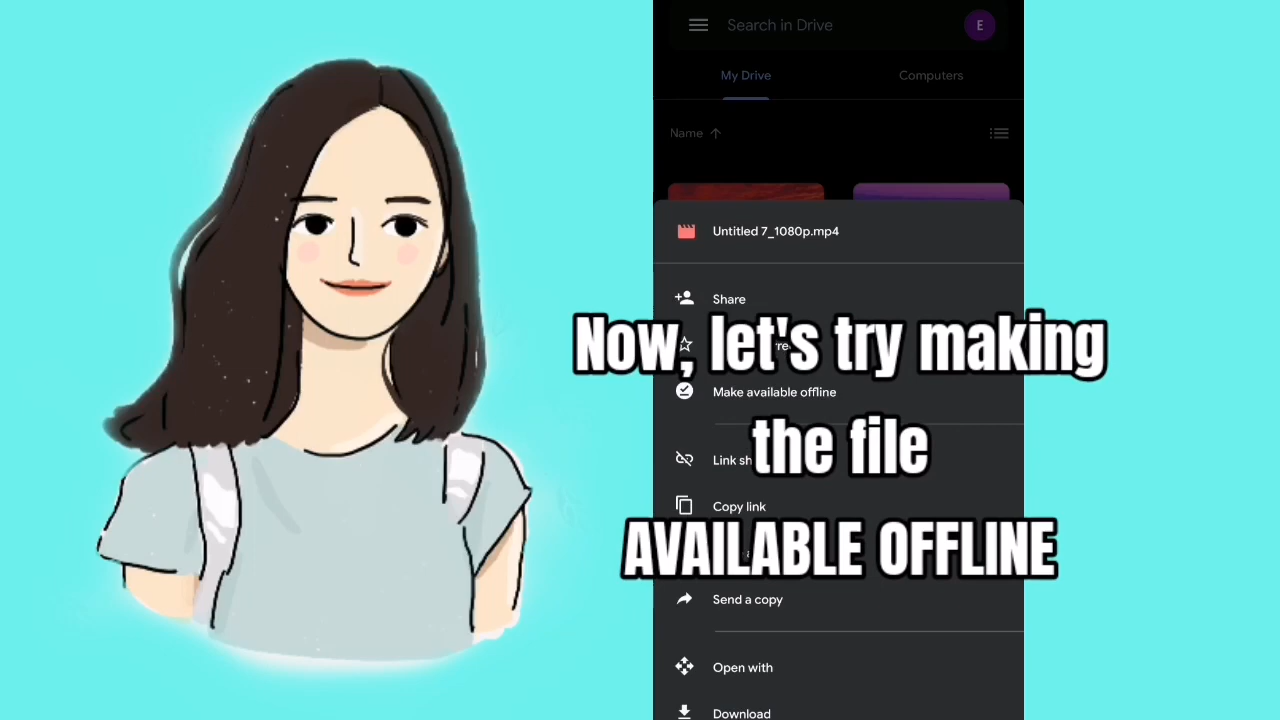 Search in Drive
E
My Drive
Computers
Name
Untitled 7_1080p.mp4
Share
Now, let's try making
Make available offline
the file
Link sh
Copy link
AVAILABLE OFFLINE
Send a copy
Open with
Download